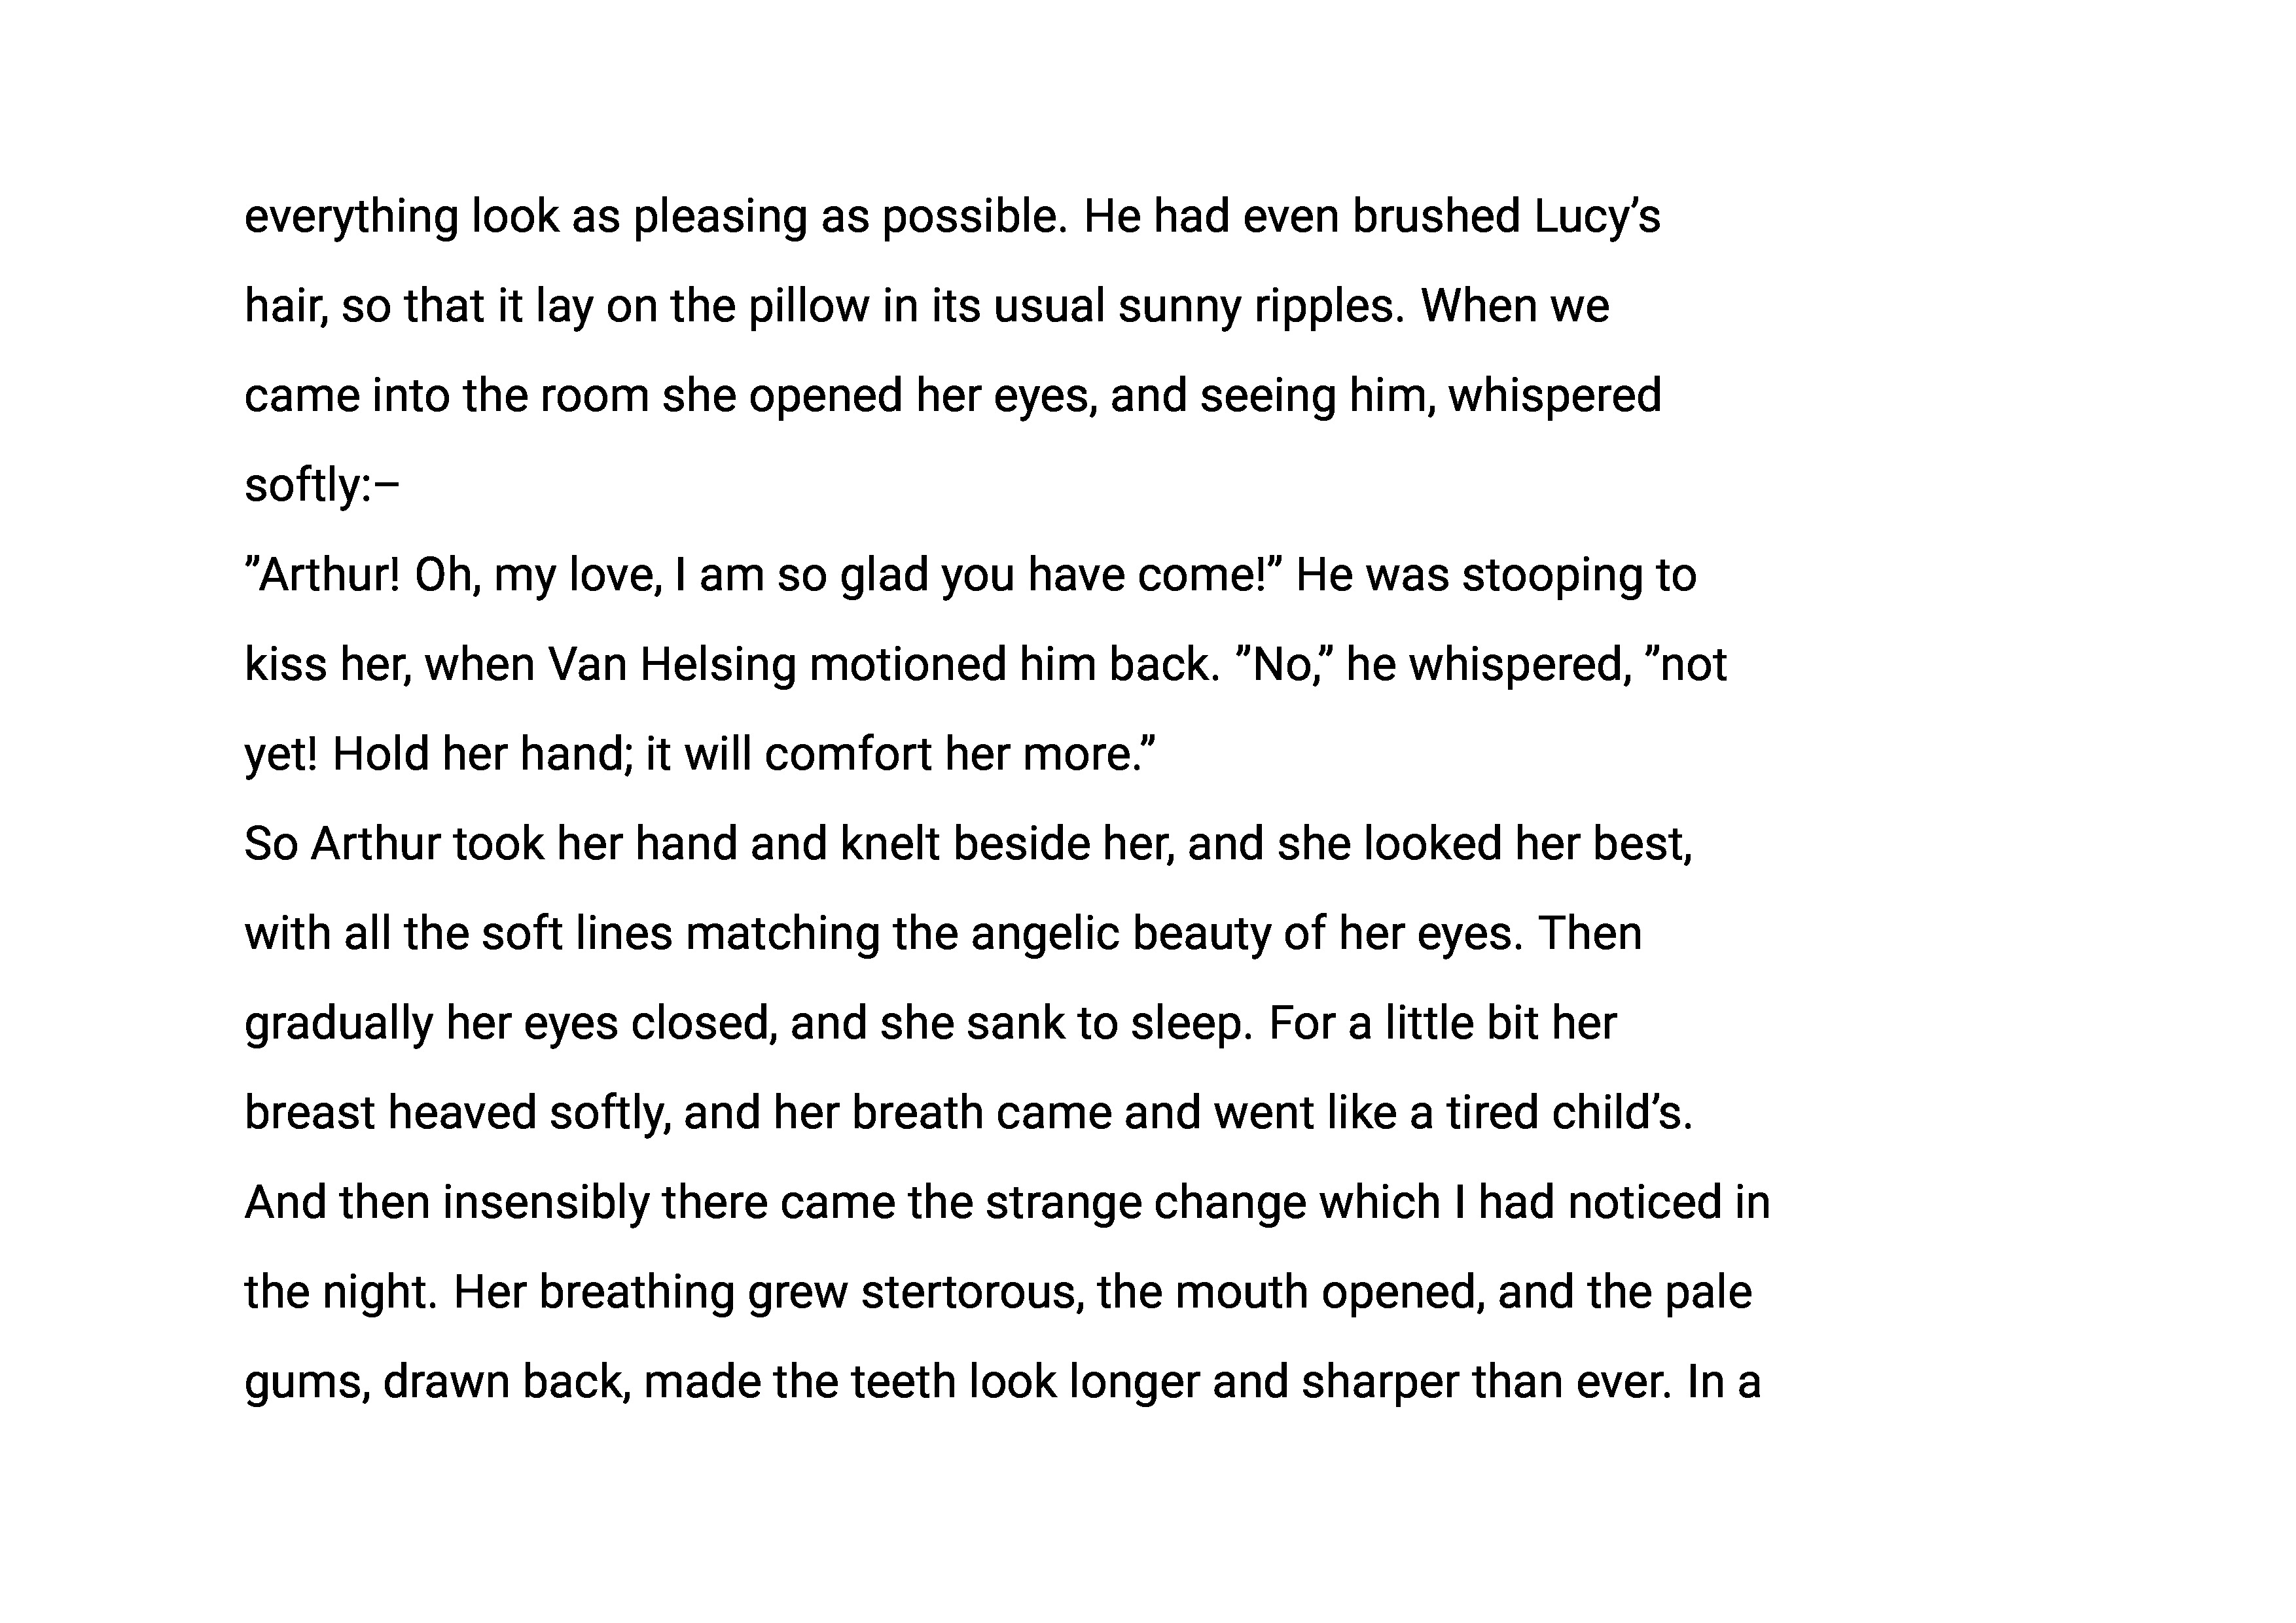 everything look as pleasing as possible. He had even brushed Lucy’s
hair, so that it lay on the pillow in its usual sunny ripples. When we
came into the room she opened her eyes, and seeing him, whispered
softly:–
”Arthur! Oh, my love, I am so glad you have come!” He was stooping to
kiss her, when Van Helsing motioned him back. ”No,” he whispered, ”not
yet! Hold her hand; it will comfort her more.”
So Arthur took her hand and knelt beside her, and she looked her best,
with all the soft lines matching the angelic beauty of her eyes. Then
gradually her eyes closed, and she sank to sleep. For a little bit her
breast heaved softly, and her breath came and went like a tired child’s.
And then insensibly there came the strange change which I had noticed in
the night. Her breathing grew stertorous, the mouth opened, and the pale
gums, drawn back, made the teeth look longer and sharper than ever. In a